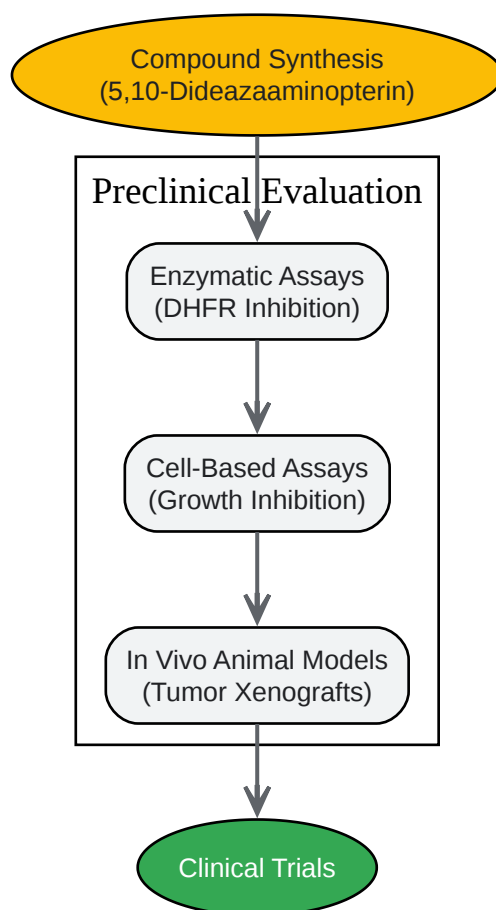 Compound Synthesis
(5,10-Dideazaaminopterin)
Preclinical Evaluation
Enzymatic Assays
(DHFR Inhibition)
Cell-Based Assays
(Growth Inhibition)
In Vivo Animal Models
(Tumor Xenografts)
Clinical Trials